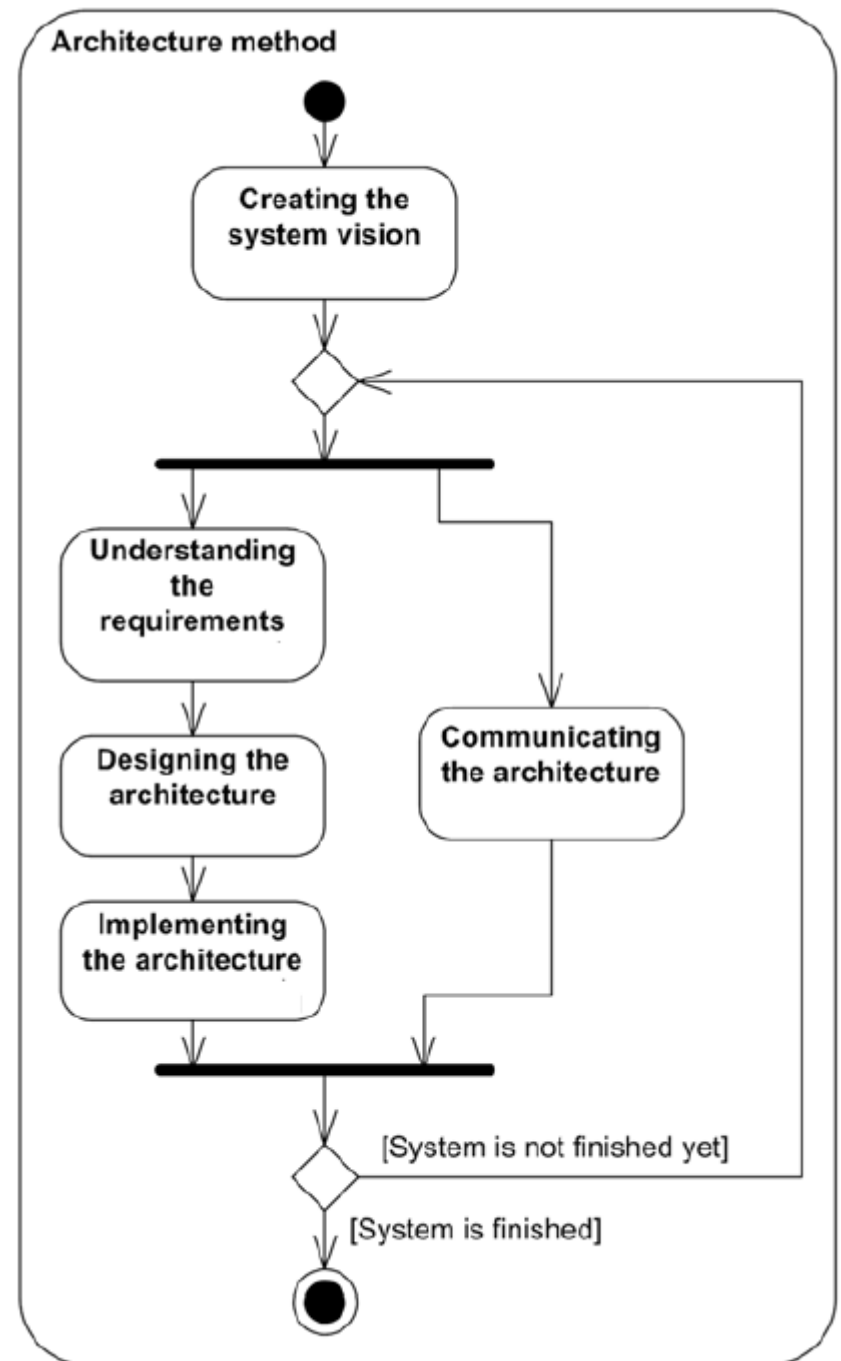 Architecture method
Creating the
system vision
Understanding
the
requirements
Designing the
architecture
Implementing
the architecture
Communicating
the architecture
[System is not finished yet]
[System is finished]